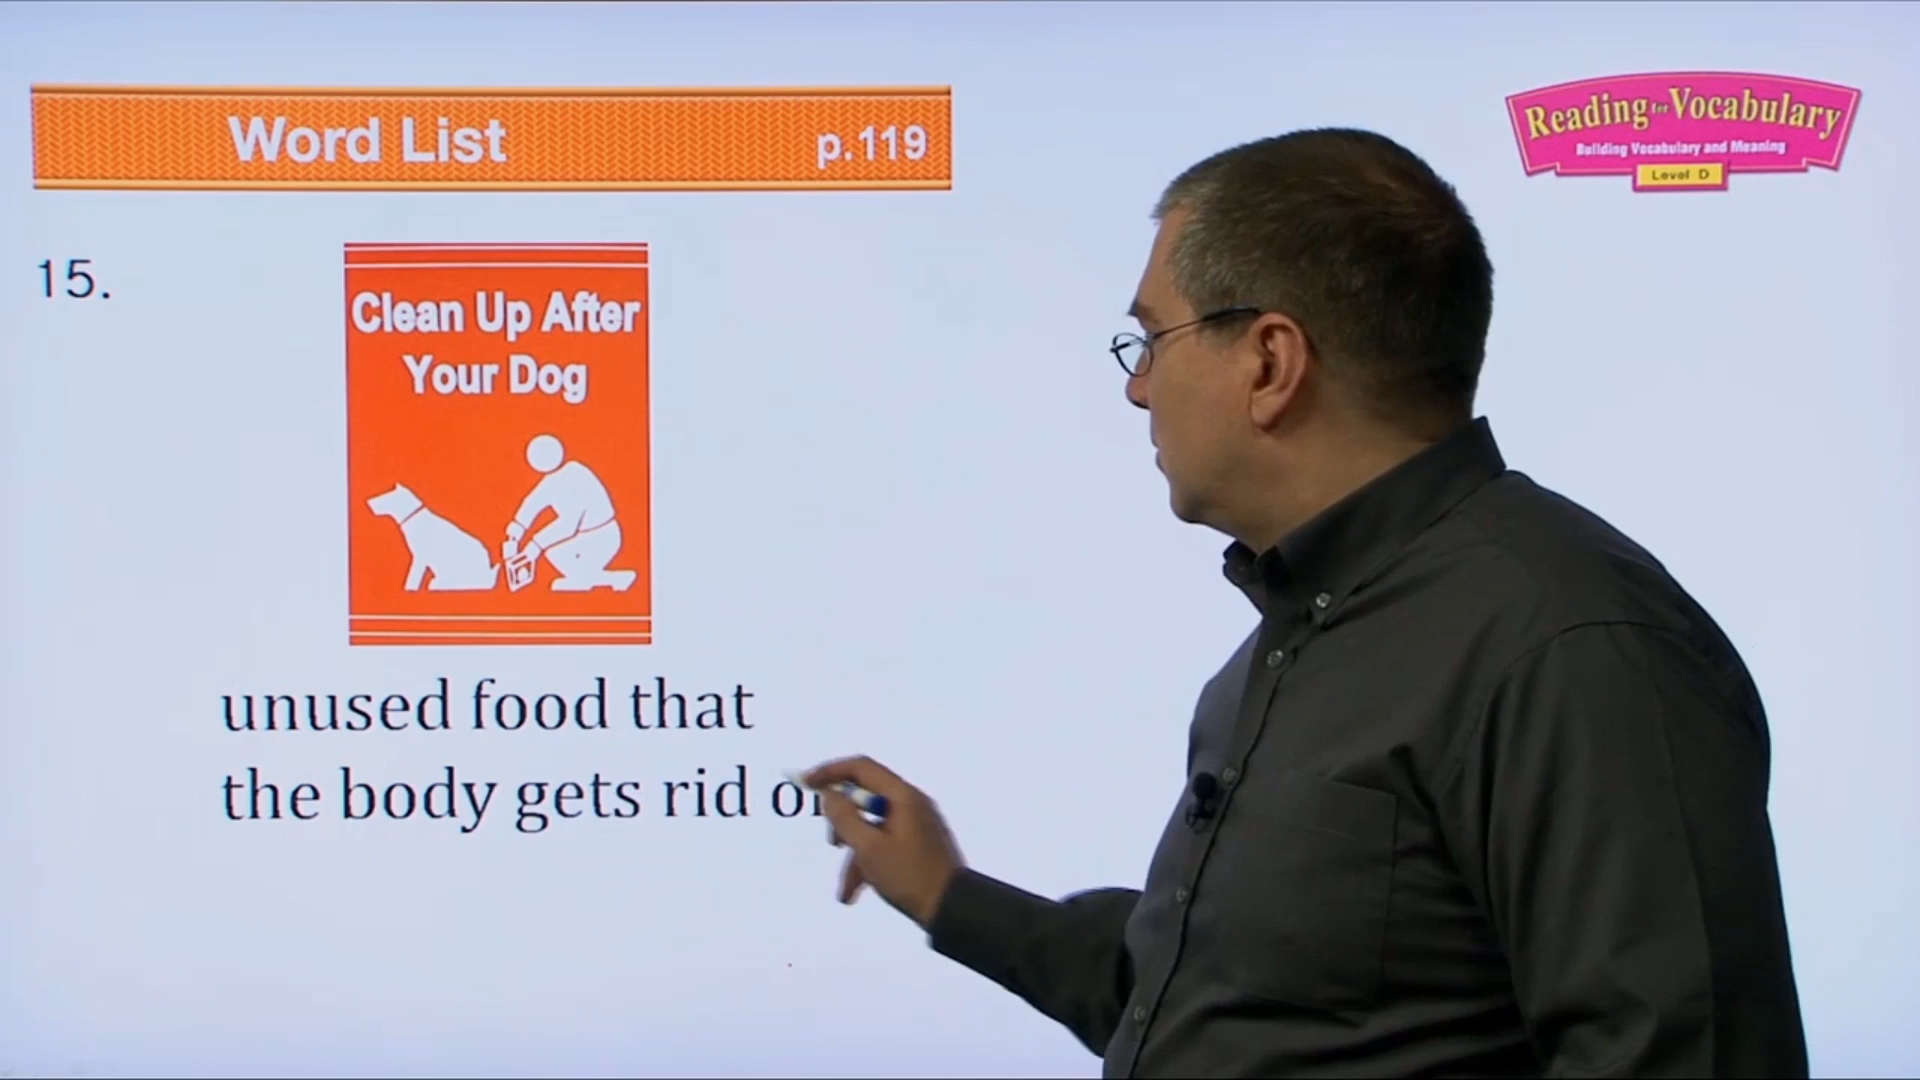 Word List
p.119
Reading for Vocabulary
Building Vocabulary and Meaning
Level D
15.
Clean Up After
Your Dog
unused food that
the body gets rid